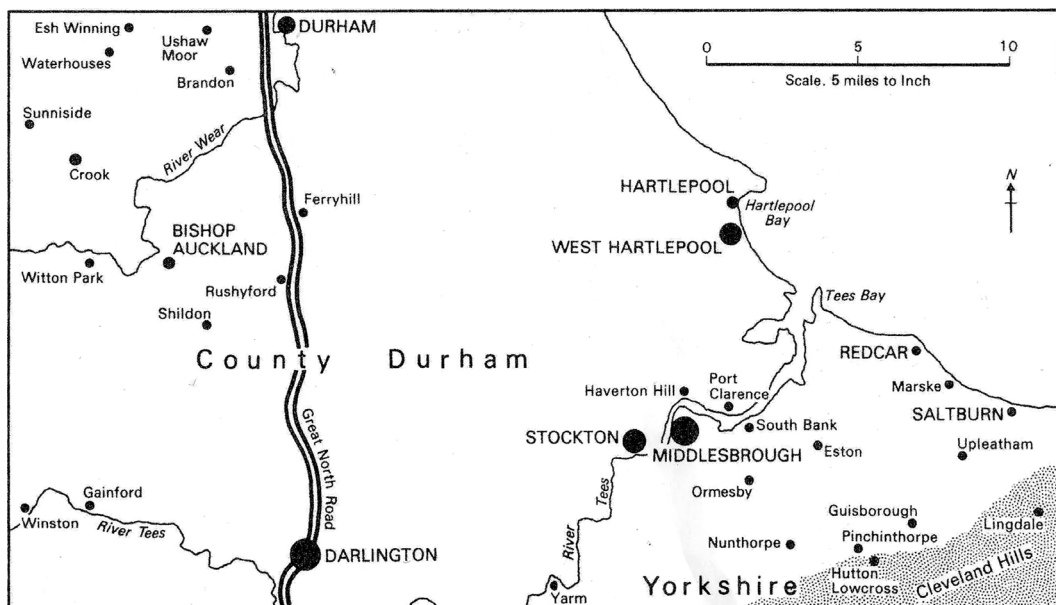 Esh Winning
Ushaw
Moor
DURHAM
Waterhouses
Brandon
0
5
10
Scale. 5 miles to Inch
Sunniside
River Wear
Crook
N
HARTLEPOOL
Hartlepool
Bay
Ferryhill
BISHOP
AUCKLAND
WEST HARTLEPOOL
Witton Park
Rushyford
Tees Bay
Shildon
County Durham
REDCAR
Haverton Hill
Port
Clarence
Marske
SALTBURN
Great North Road
STOCKTON
South Bank
MIDDLESBROUGH
Eston
Upleatham
Gainford
Ormesby
Winston
River Tees
River Tees
Guisborough
Lingdale
Nunthorpe
Pinchinthorpe
DARLINGTON
Hutton
Lowcross
Cleveland Hills
Yorkshire
Yarm